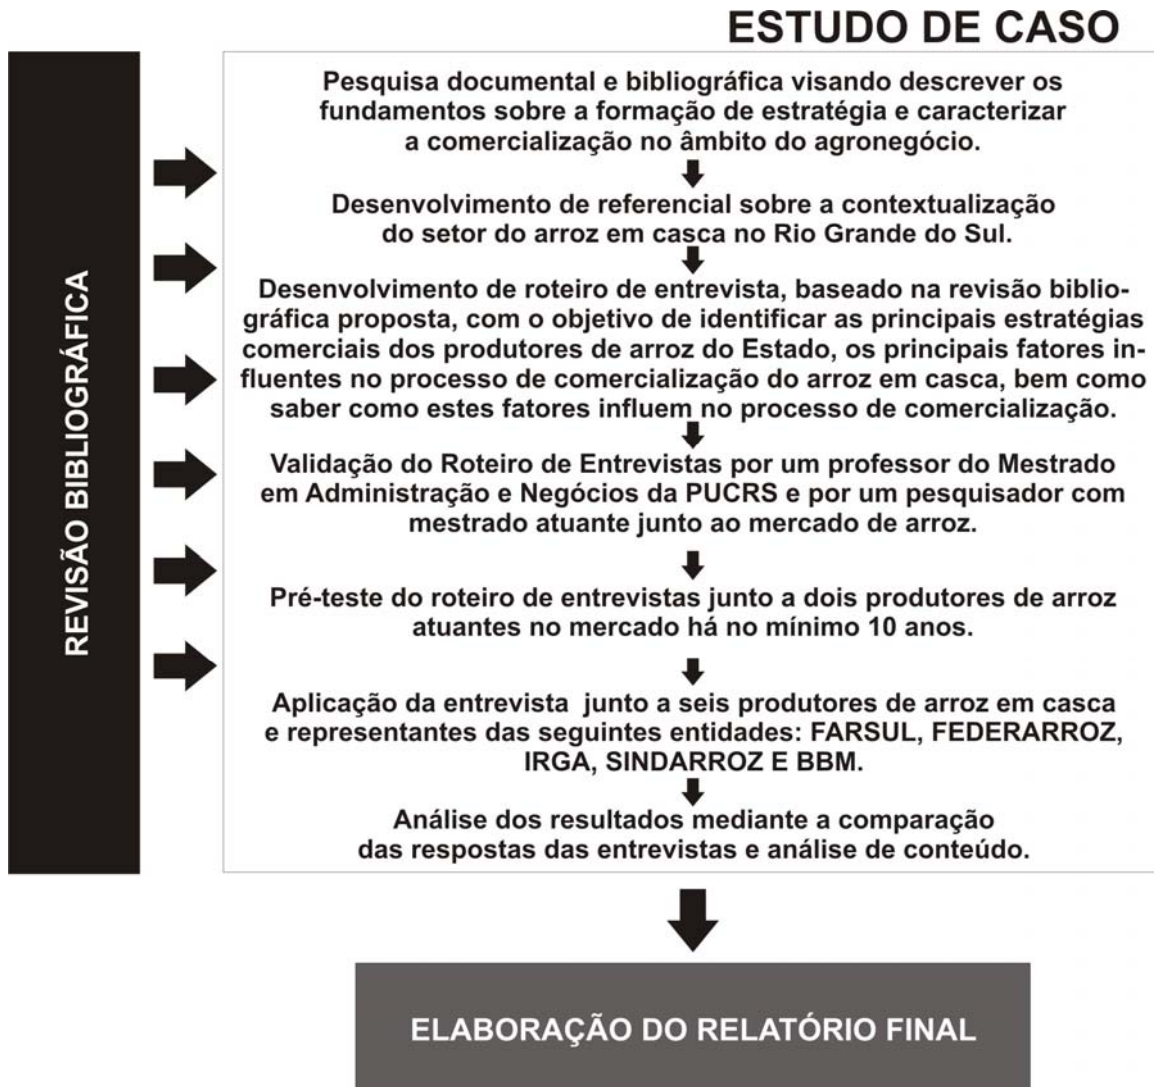 ESTUDO DE CASO
REVISÃO BIBLIOGRÁFICA
Pesquisa documental e bibliográfica visando descrever os
fundamentos sobre a formação de estratégia e caracterizar
a comercialização no âmbito do agronegócio.
Desenvolvimento de referencial sobre a contextualização
do setor do arroz em casca no Rio Grande do Sul.
Desenvolvimento de roteiro de entrevista, baseado na revisão biblio-
gráfica proposta, com o objetivo de identificar as principais estratégias
comerciais dos produtores de arroz do Estado, os principais fatores in-
fluentes no processo de comercialização do arroz em casca, bem como
saber como estes fatores influem no processo de comercialização.
Validação do Roteiro de Entrevistas por um professor do Mestrado
em Administração e Negócios da PUCRS e por um pesquisador com
mestrado atuante junto ao mercado de arroz.
Pré-teste do roteiro de entrevistas junto a dois produtores de arroz
atuantes no mercado há no mínimo 10 anos.
Aplicação da entrevista junto a seis produtores de arroz em casca
e representantes das seguintes entidades: FARSUL, FEDERARROZ,
IRGA, SINDARROZ E BBM.
Análise dos resultados mediante a comparação
das respostas das entrevistas e análise de conteúdo.
ELABORAÇÃO DO RELATÓRIO FINAL